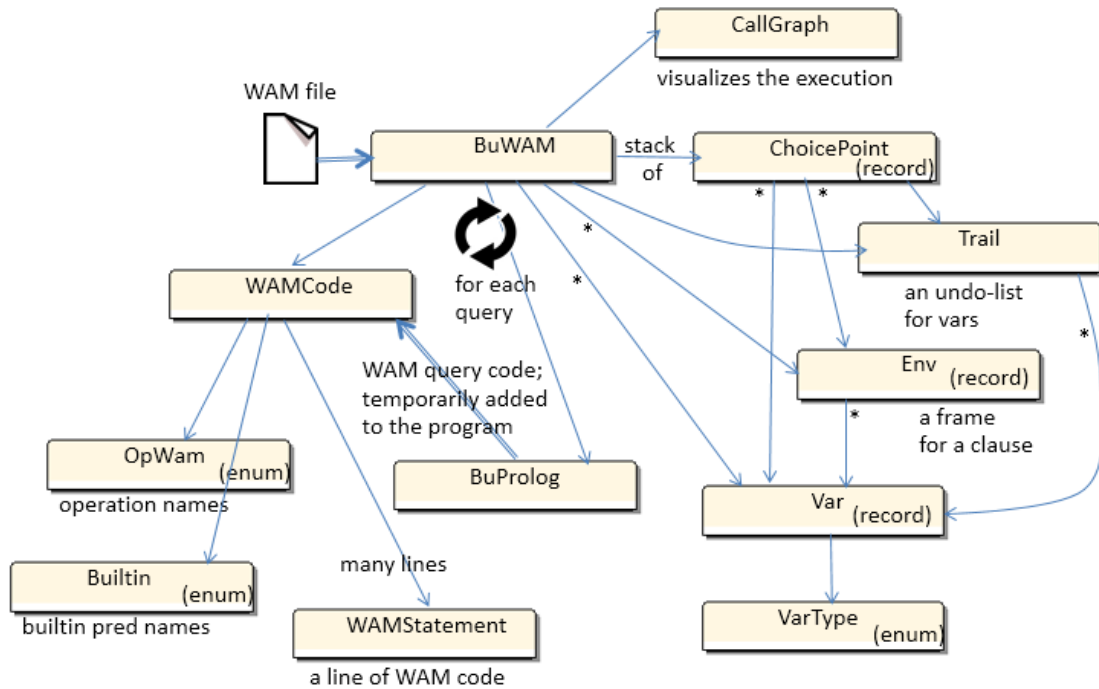 CallGraph
visualizes the execution
WAM file
BuWAM
stack
of
ChoicePoint
(record)
*
*
Trail
an undo-list
for vars
*
*
*
for each
query
WAMCode
WAM query code;
temporarily added
to the program
Env
(record)
*
a frame
for a clause
OpWam
(enum)
operation names
BuProlog
Var
(record)
Builtin
(enum)
builtin pred names
many lines
WAMStatement
a line of WAM code
VarType
(enum)